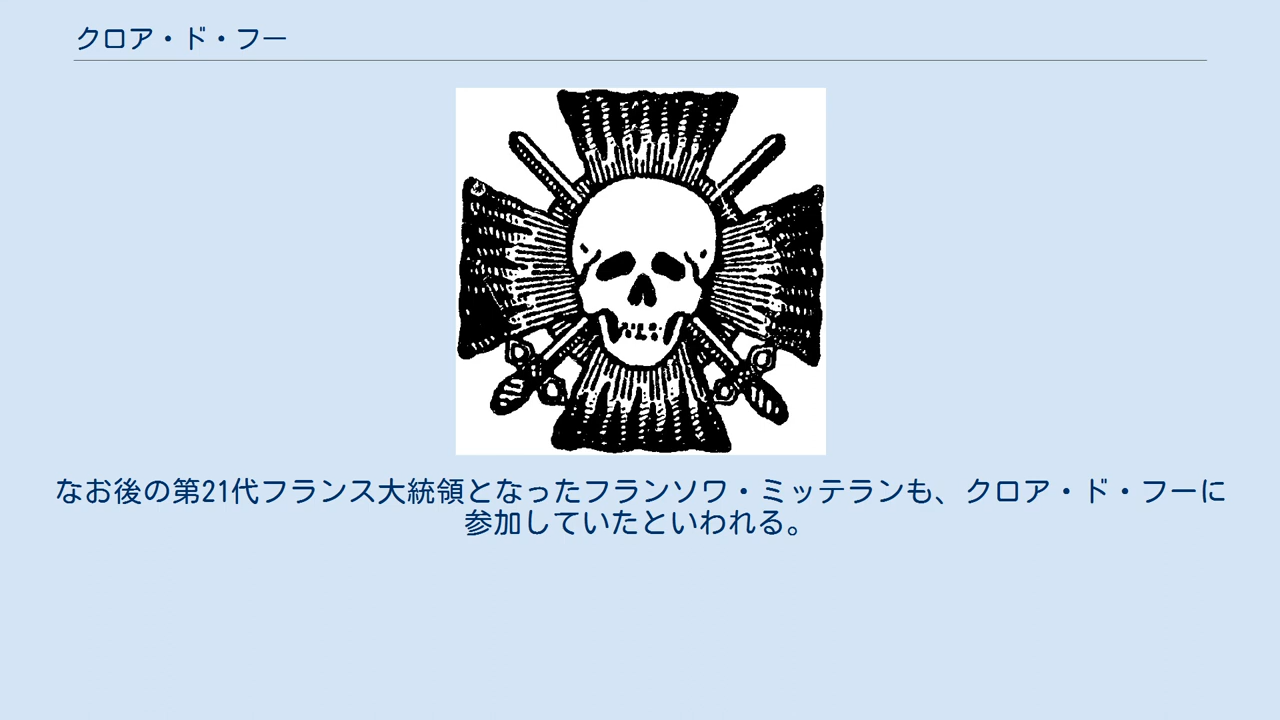 クロア・ド・フー
なお後の第21代フランス大統領となったフランソワ・ミッテランも、クロア・ド・フーに
参加していたといわれる。